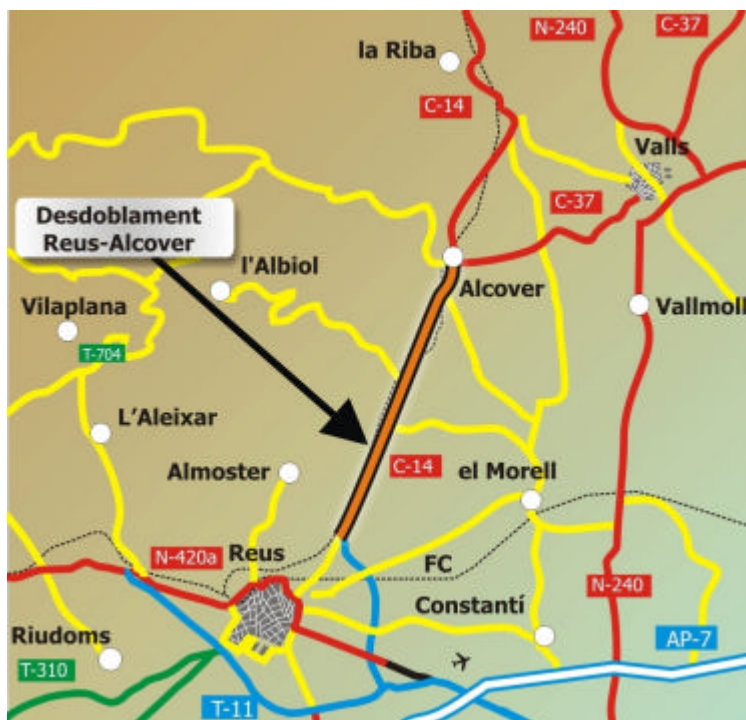 N-240
C-37
la Riba
C-14
Valls
C-37
Desdoblament
Reus-Alcover
l'Albiol
Alcover
Vilaplana
Vallmoll
T-704
L'Aleixar
Almoster
C-14
el Morell
N-420a
Reus
FC
N-240
Constantí
Riudoms
AP-7
T-310
T-11